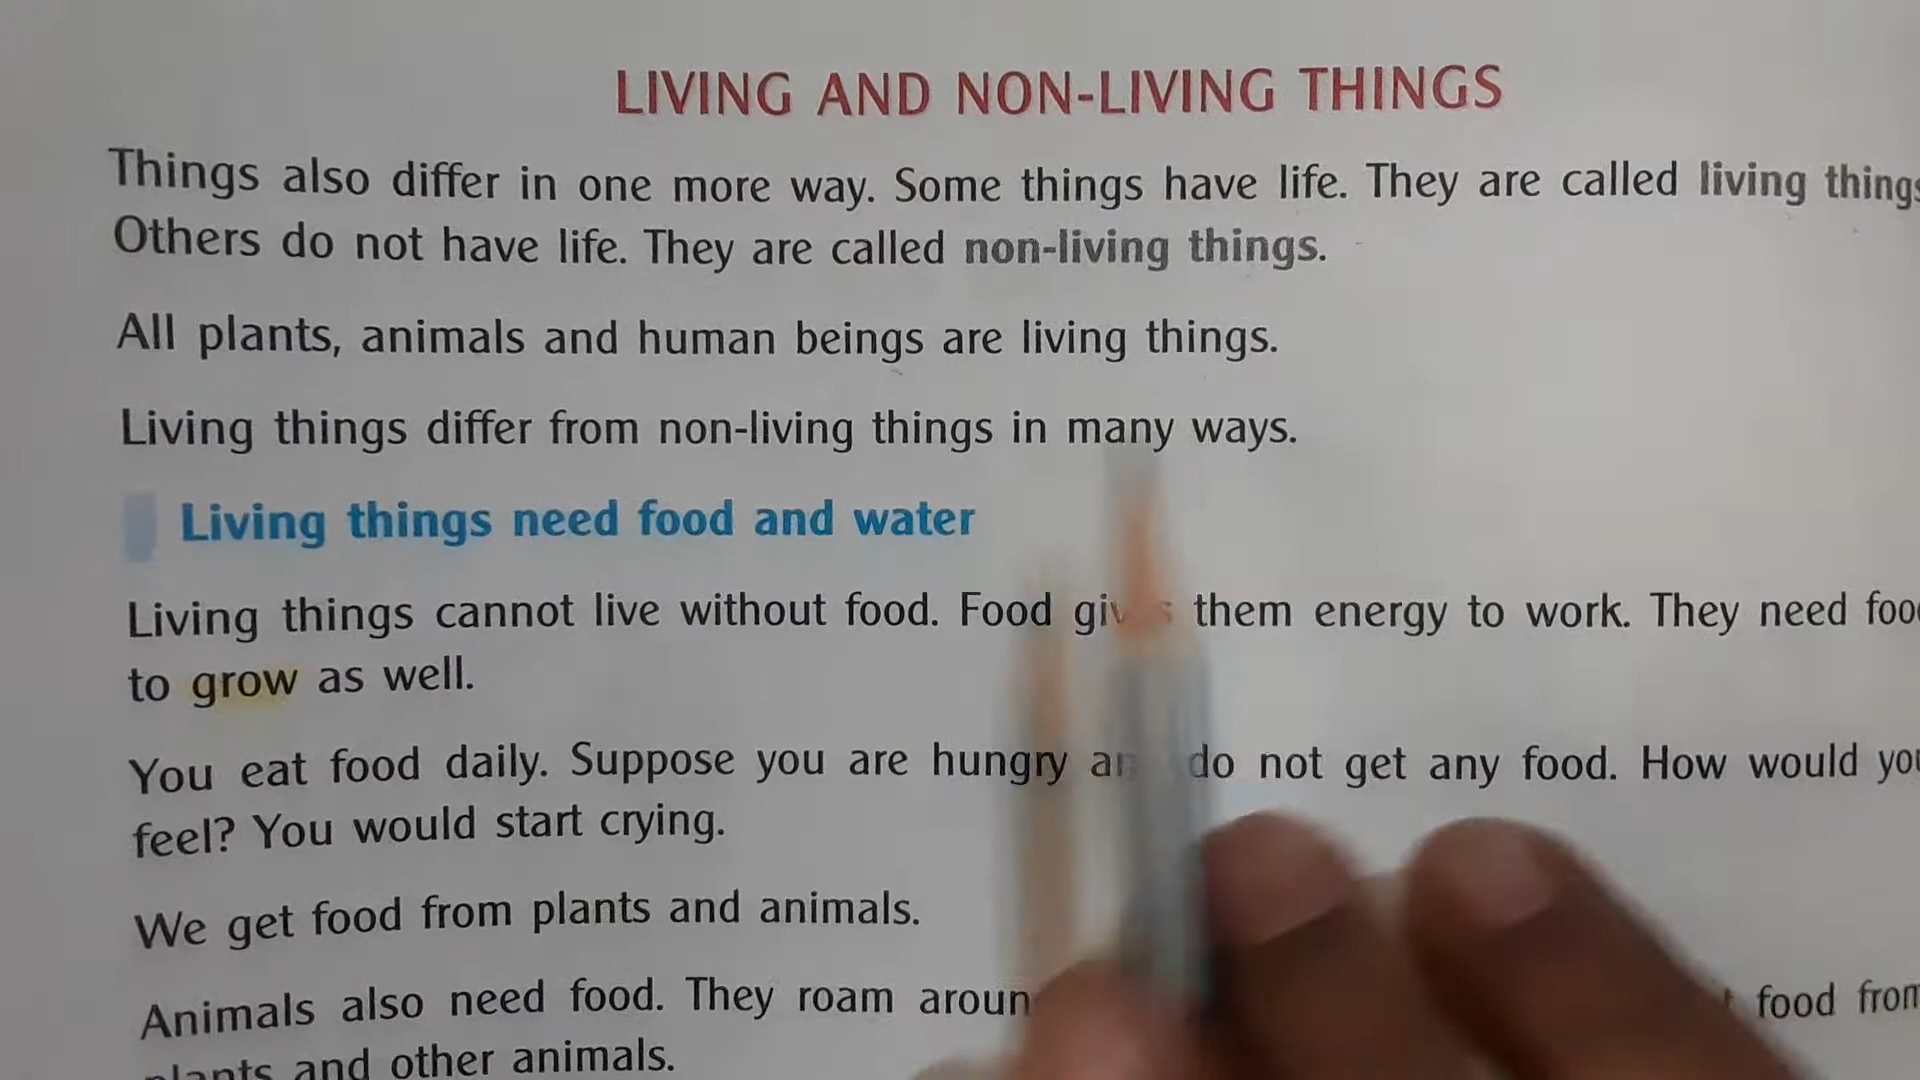 LIVING AND NON-LIVING THINGS
Things also differ in one more way. Some things have life. They are called living things
Others do not have life. They are called non-living things.
All plants, animals and human beings are living things.
Living things differ from non-living things in many ways.
Living things need food and water
Living things cannot live without food. Food gives them energy to work. They need
to grow as well.
You eat food daily. Suppose you are hungry do not get any food. How would
feel? You would start crying.
We get food from plants and animals.
Animals also need food. They roam food from
plants and other animals.